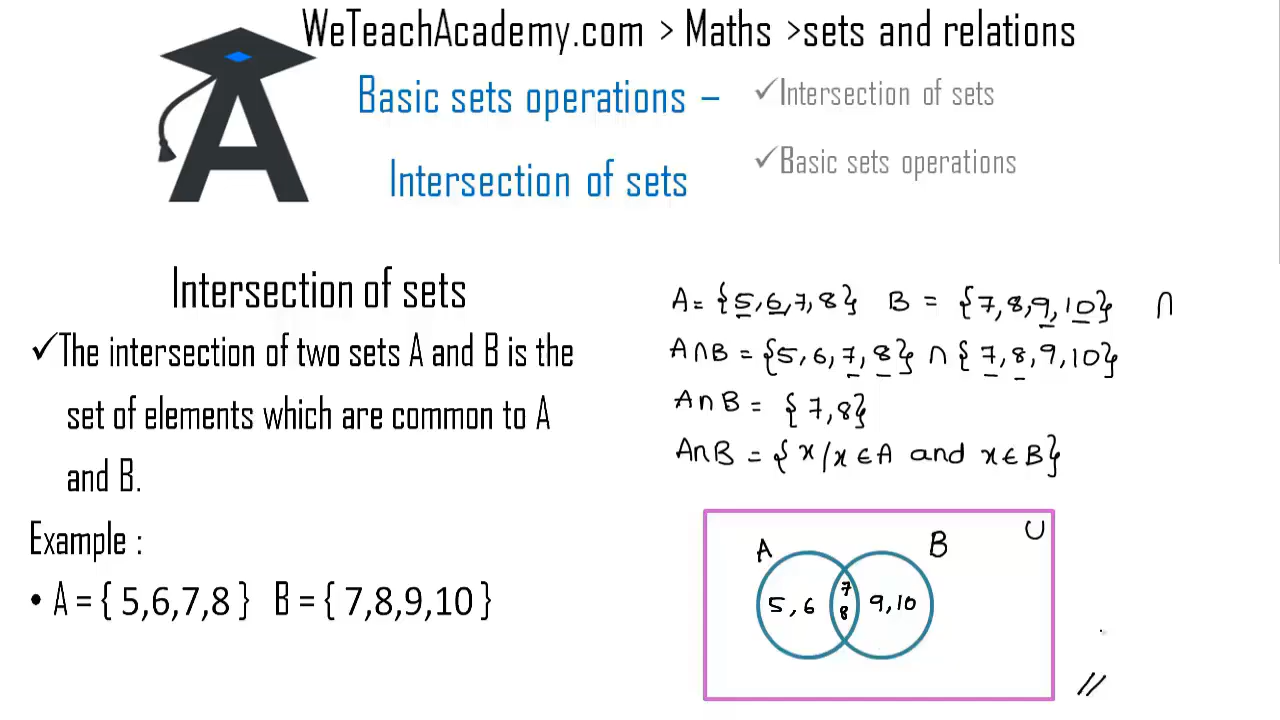 WeTeachAcademy.com > Maths >sets and relations
Basic sets operations –
Intersection of sets
✓Intersection of sets
✓Basic sets operations
Intersection of sets
✓The intersection of two sets A and B is the
set of elements which are common to A
and B.
Example :
• A = { 5,6,7,8 } B = { 7,8,9,10 }
A = {5,6,7,8} B = {7,8,9,10} ∩
A∩B = {5,6,7,8} ∩ {7,8,9,10}
A∩B = {7,8}
A∩B = {x/x∈A and x∈B}
U
A B
5,6 7 8 9,10
//